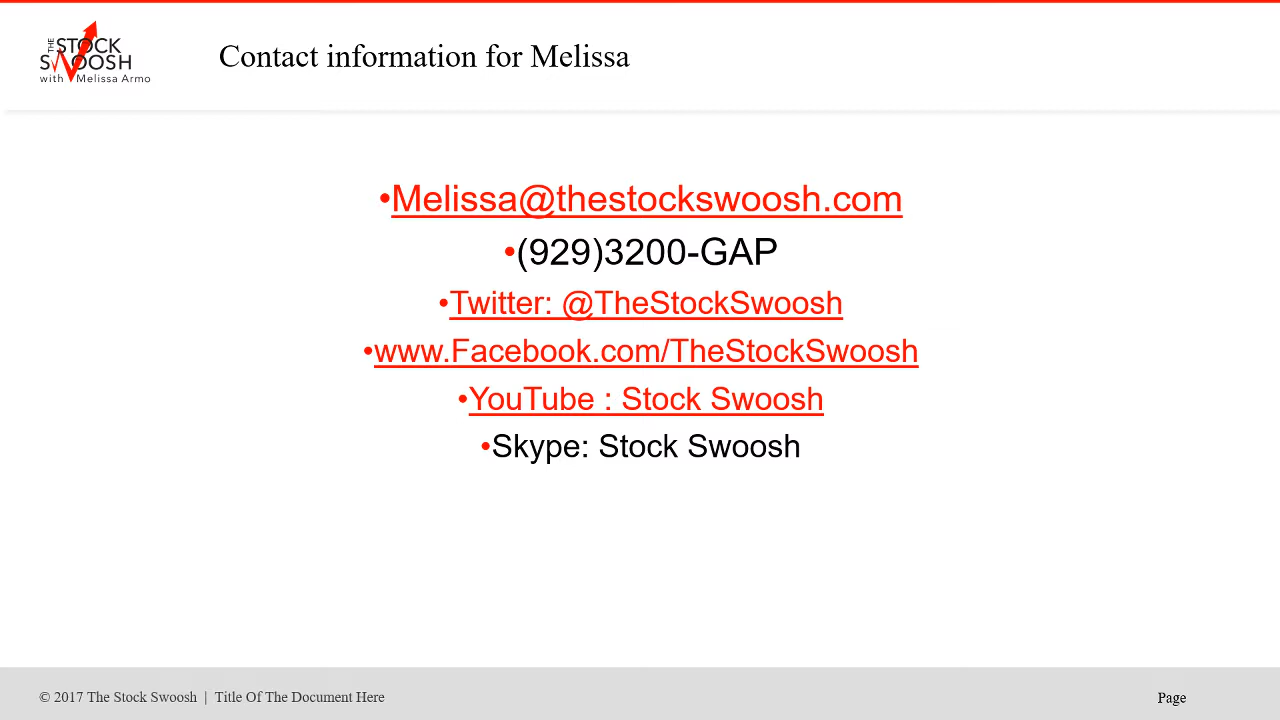 THE STOCK
SWOOSH
with Melissa Armo
Contact information for Melissa
•Melissa@thestockswoosh.com
•(929)3200-GAP
•Twitter: @TheStockSwoosh
•www.Facebook.com/TheStockSwoosh
•YouTube : Stock Swoosh
•Skype: Stock Swoosh
© 2017 The Stock Swoosh | Title Of The Document Here
Page